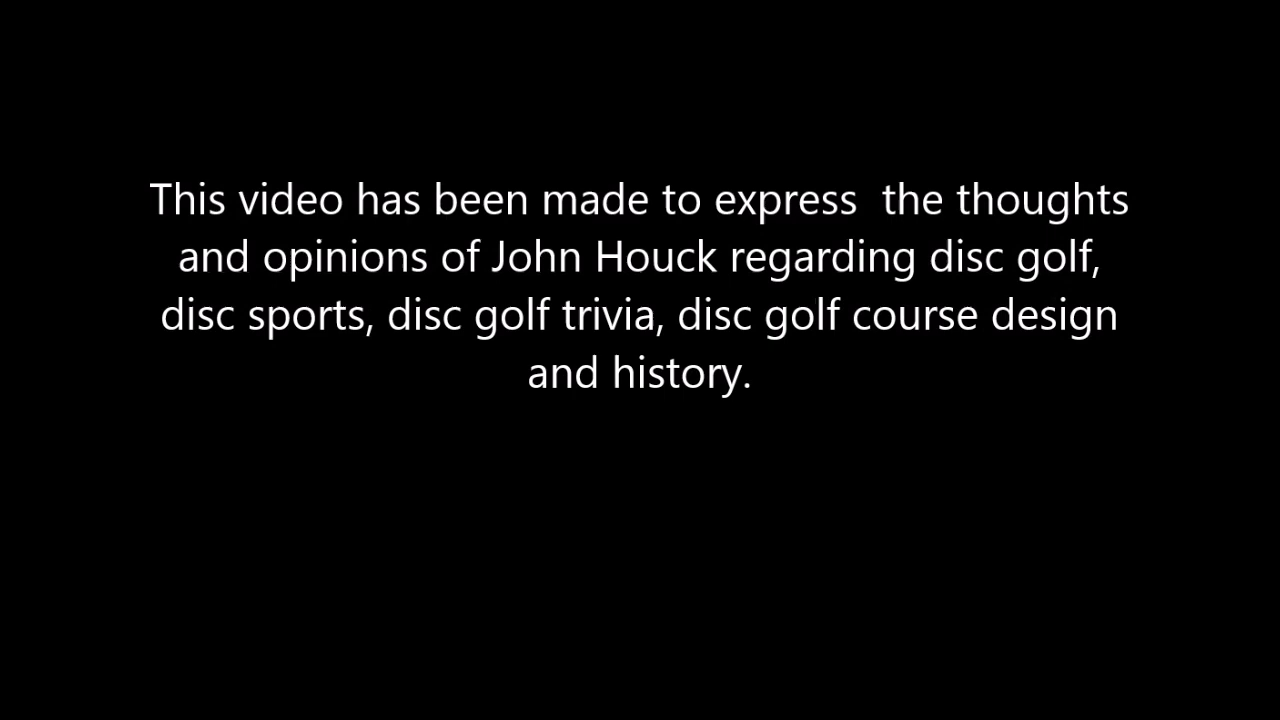 This video has been made to express  the thoughts
and opinions of John Houck regarding disc golf,
disc sports, disc golf trivia, disc golf course design
and history.